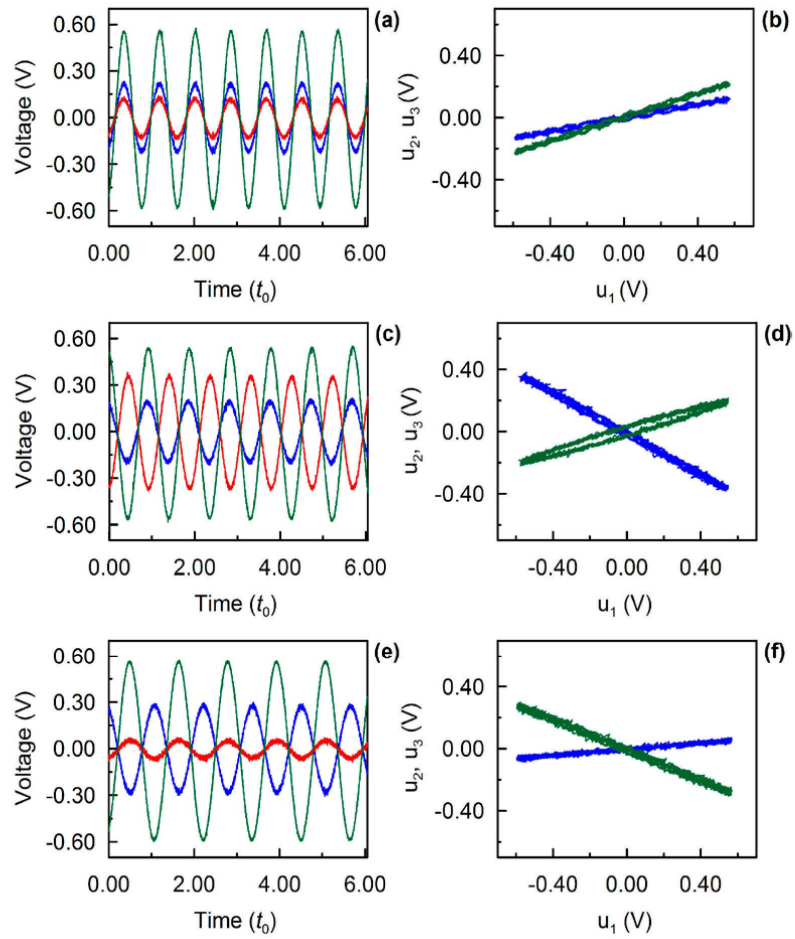 (a)
0.60
0.30
0.00
-0.30
-0.60
Voltage (V)
0.00 2.00 4.00 6.00
Time (t0)
(b)
0.40
0.00
-0.40
u2, u3 (V)
-0.40 0.00 0.40
u1 (V)
(c)
0.60
0.30
0.00
-0.30
-0.60
Voltage (V)
0.00 2.00 4.00 6.00
Time (t0)
(d)
0.40
0.00
-0.40
u2, u3 (V)
-0.40 0.00 0.40
u1 (V)
(e)
0.60
0.30
0.00
-0.30
-0.60
Voltage (V)
0.00 2.00 4.00 6.00
Time (t0)
(f)
0.40
0.00
-0.40
u2, u3 (V)
-0.40 0.00 0.40
u1 (V)